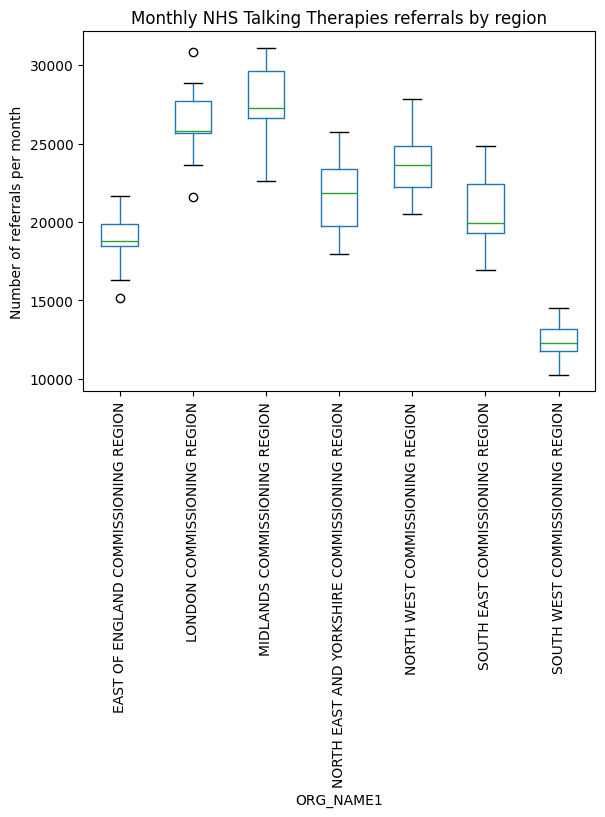 Monthly NHS Talking Therapies referrals by region
Number of referrals per month
30000
25000
20000
15000
10000
EAST OF ENGLAND COMMISSIONING REGION
LONDON COMMISSIONING REGION
MIDLANDS COMMISSIONING REGION
NORTH EAST AND YORKSHIRE COMMISSIONING REGION
NORTH WEST COMMISSIONING REGION
SOUTH EAST COMMISSIONING REGION
SOUTH WEST COMMISSIONING REGION
ORG_NAME1